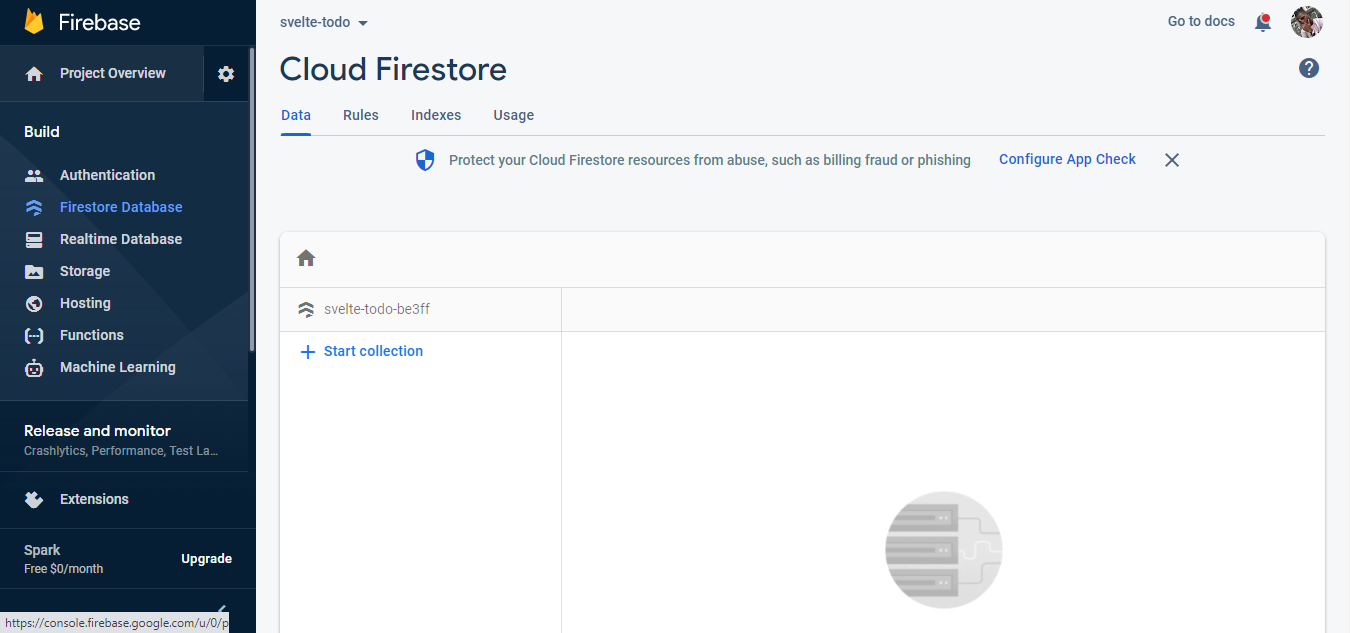 Firebase
Project Overview
Build
Authentication
Firestore Database
Realtime Database
Storage
Hosting
Functions
Machine Learning
Release and monitor
Crashlytics, Performance, Test La...
Extensions
Spark
Free $0/month
Upgrade
https://console.firebase.google.com/u/0/p
svelte-todo
Go to docs
Cloud Firestore
?
Data Rules Indexes Usage
Protect your Cloud Firestore resources from abuse, such as billing fraud or phishing Configure App Check
svelte-todo-be3ff
+ Start collection